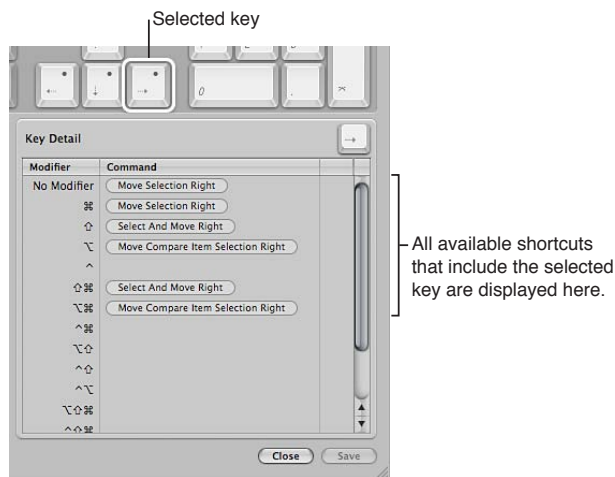 Selected key
0
.
Key Detail
Modifier Command
No Modifier Move Selection Right
⌘ Move Selection Right
⇧ Select And Move Right
⌥ Move Compare Item Selection Right
^
⇧⌘ Select And Move Right
⌥⌘ Move Compare Item Selection Right
^⌘
⌥⇧
^⇧
^⌥
⌥⇧⌘
^⇧⌘
Close Save
All available shortcuts
that include the selected
key are displayed here.